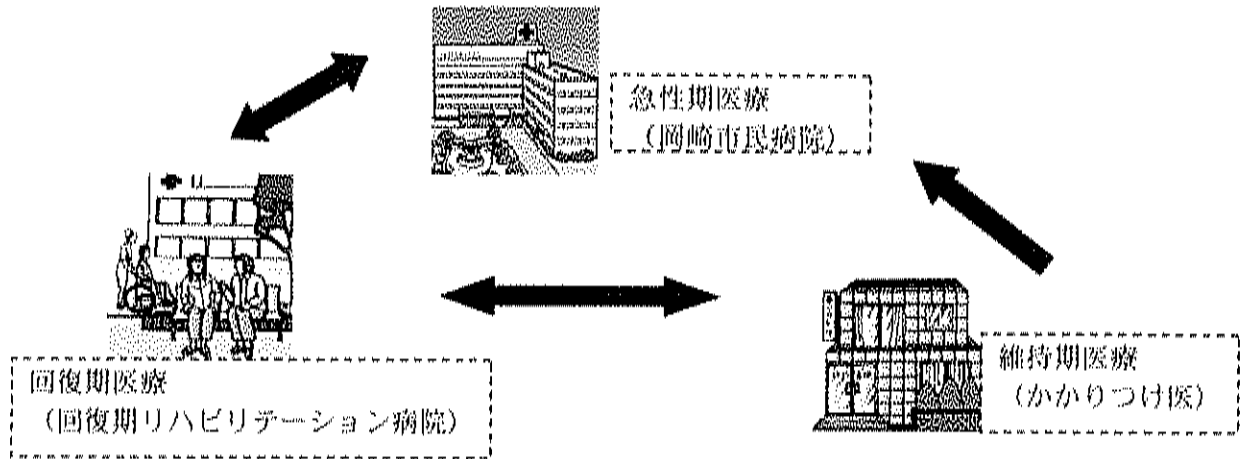 急性期医療
（岡崎市民病院）
回復期医療
（回復期リハビリテーション病院）
維持期医療
（かかりつけ医）